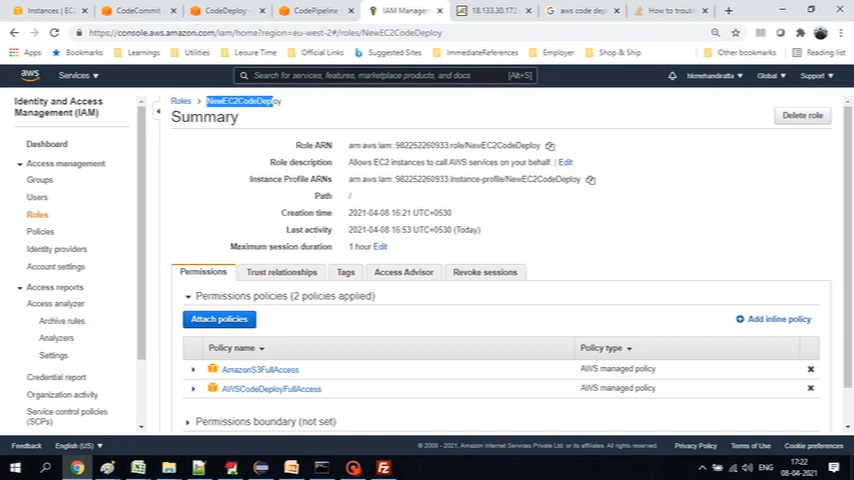 Instances | EC
CodeCommit -
CodeDeploy -
CodePipeline
IAM Manage
18.133.30.172
aws code dep
How to troub
https://console.aws.amazon.com/iam/home?region=eu-west-2#/roles/NewEC2CodeDeploy
Apps
Bookmarks
Learnings
Utilities
Leisure Time
Official Links
Suggested Sites
ImmediateReferences
Employer
Shop & Ship
Other bookmarks
Reading list
aws
Services
Search for services, features, marketplace products, and docs
[Alt+S]
hkmehandiratta
Global
Support
Identity and Access
Management (IAM)
Dashboard
Access management
Groups
Users
Roles
Policies
Identity providers
Account settings
Access reports
Access analyzer
Archive rules
Analyzers
Settings
Credential report
Organization activity
Service control policies
(SCPs)
Roles > NewEC2CodeDeploy
Summary
Delete role
Role ARN arn:aws:iam::982252260933:role/NewEC2CodeDeploy
Role description Allows EC2 instances to call AWS services on your behalf. | Edit
Instance Profile ARNs arn:aws:iam::982252260933:instance-profile/NewEC2CodeDeploy
Path /
Creation time 2021-04-08 16:21 UTC+0530
Last activity 2021-04-08 16:53 UTC+0530 (Today)
Maximum session duration 1 hour Edit
Permissions
Trust relationships
Tags
Access Advisor
Revoke sessions
Permissions policies (2 policies applied)
Attach policies
Add inline policy
Policy name
Policy type
AmazonS3FullAccess AWS managed policy
AWSCodeDeployFullAccess AWS managed policy
Permissions boundary (not set)
Feedback
English (US)
© 2008 - 2021, Amazon Internet Services Private Ltd. or its affiliates. All rights reserved.
Privacy Policy
Terms of Use
Cookie preferences
ENG
17:22
08-04-2021